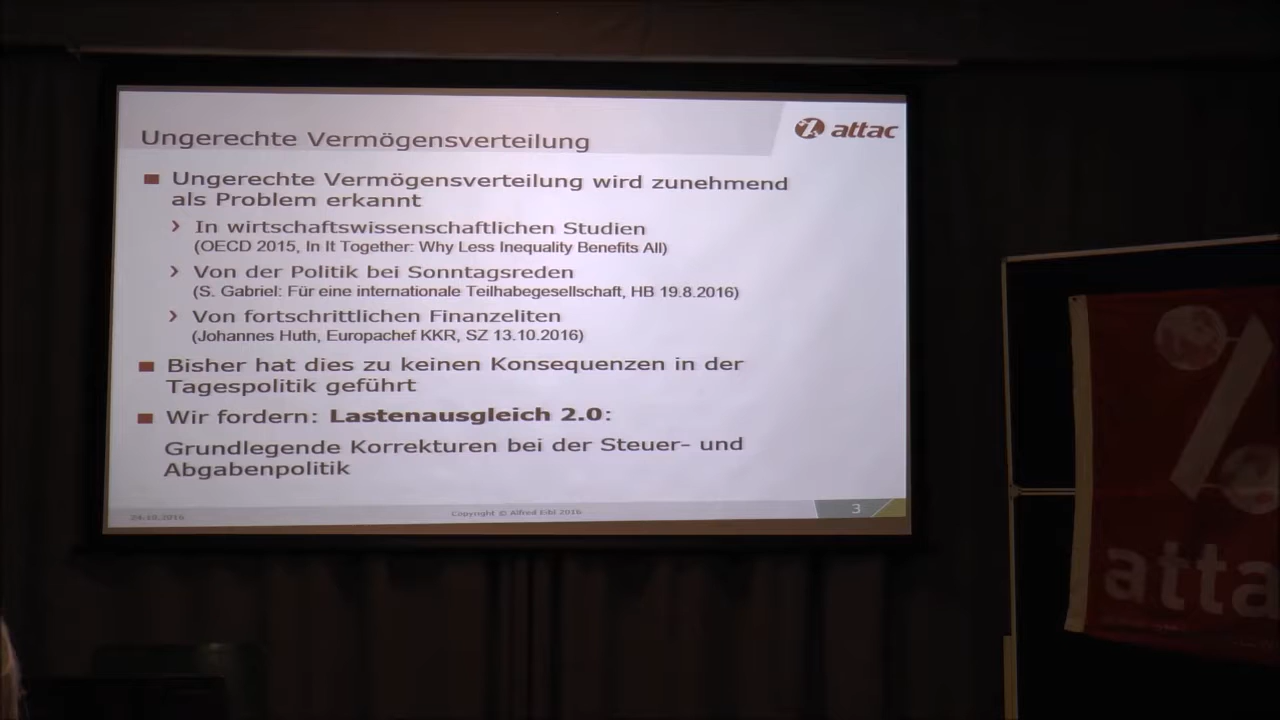 Ungerechte Vermögensverteilung
attac
Ungerechte Vermögensverteilung wird zunehmend
als Problem erkannt
In wirtschaftswissenschaftlichen Studien
(OECD 2015, In It Together: Why Less Inequality Benefits All)
Von der Politik bei Sonntagsreden
(S. Gabriel: Für eine internationale Teilhabegesellschaft, HB 19.8.2016)
Von fortschrittlichen Finanzeliten
(Johannes Huth, Europachef KKR, SZ 13.10.2016)
Bisher hat dies zu keinen Konsequenzen in der
Tagespolitik geführt
Wir fordern: Lastenausgleich 2.0:
Grundlegende Korrekturen bei der Steuer- und
Abgabenpolitik
24.10.2016
Copyright © Alfred Eibl 2016
3
%
atta